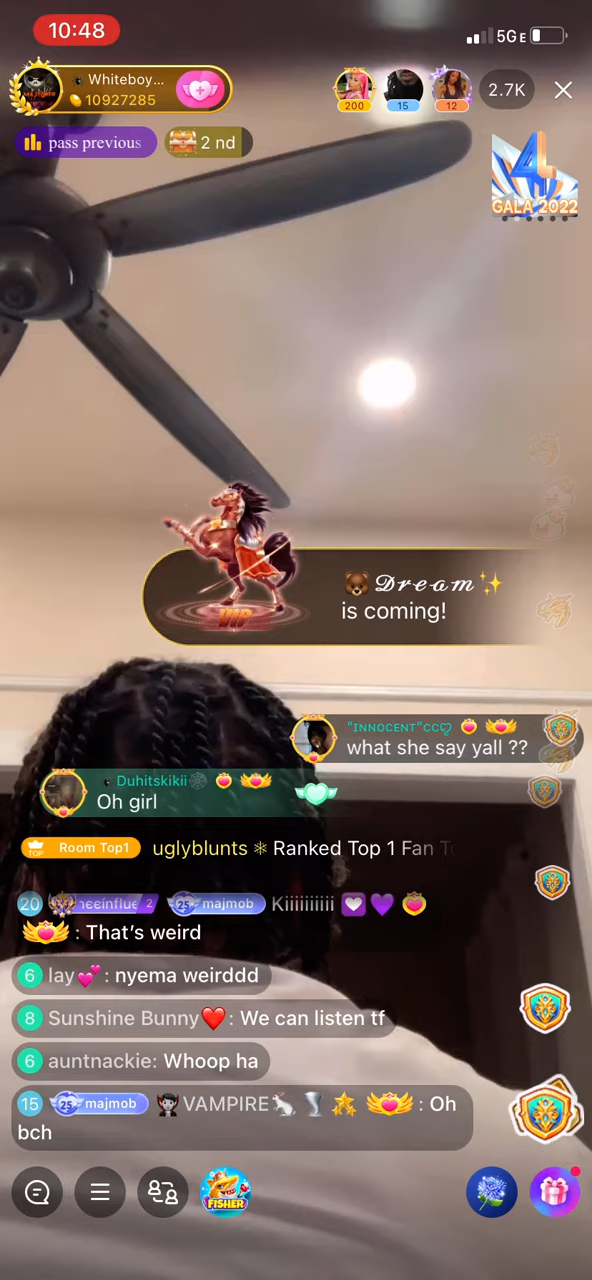 10:48
5G E
Whiteboy...
10927285
200
15
12
2.7K
pass previous
2 nd
GALA 2022
🐻 𝒟𝓇𝑒𝒶𝓂 ✨
is coming!
VIP
"ɪɴɴᴏᴄᴇɴᴛ"ᴄᴄღ
what she say yall ??
Duhitskikii🕸
Oh girl
TOP Room Top1 uglyblunts ❄ Ranked Top 1 Fan
20 2 25 majmob Kiiiiiiiii 💟 💜
: That’s weird
6 lay💕: nyema weirddd
8 Sunshine Bunny❤️: We can listen tf
6 auntnackie: Whoop ha
15 25 majmob 🧛🏻VAMPIRE🐇 🌪 : Oh
bch
FISHER